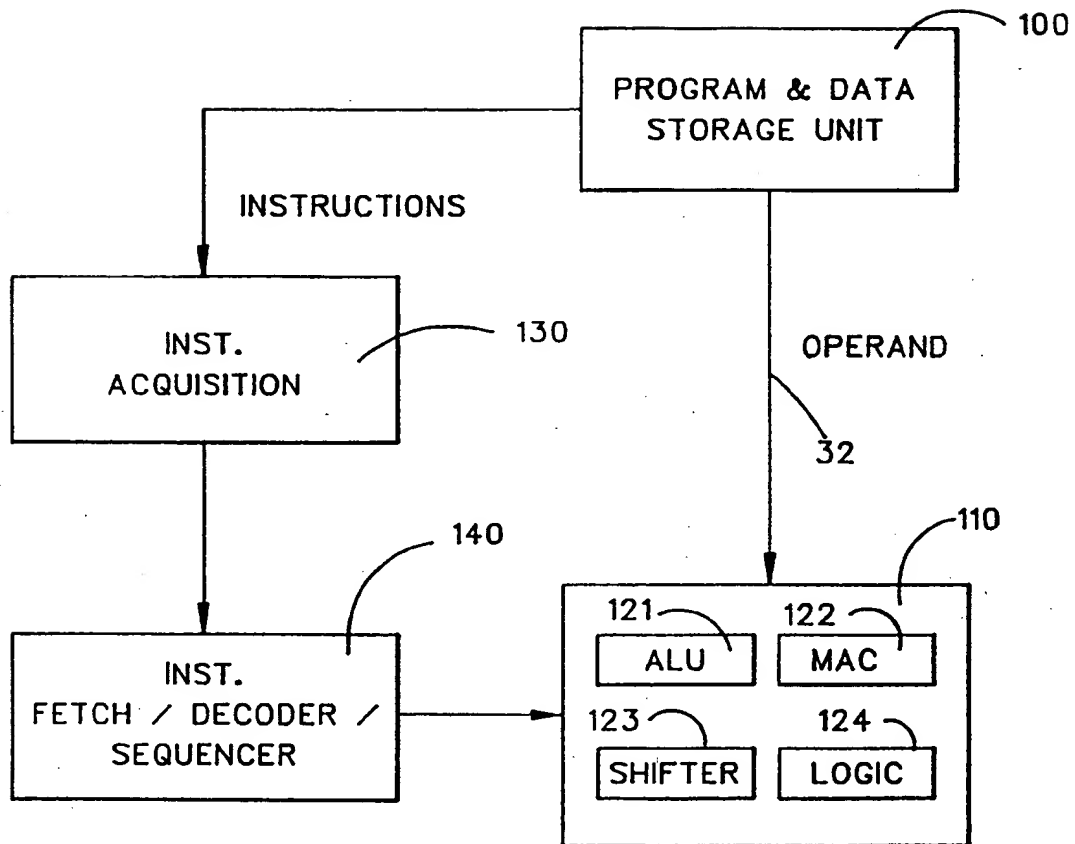 100
PROGRAM & DATA
STORAGE UNIT
INSTRUCTIONS
INST.
ACQUISITION
130
OPERAND
32
140
110
INST.
FETCH / DECODER /
SEQUENCER
121
122
ALU
MAC
123
124
SHIFTER
LOGIC